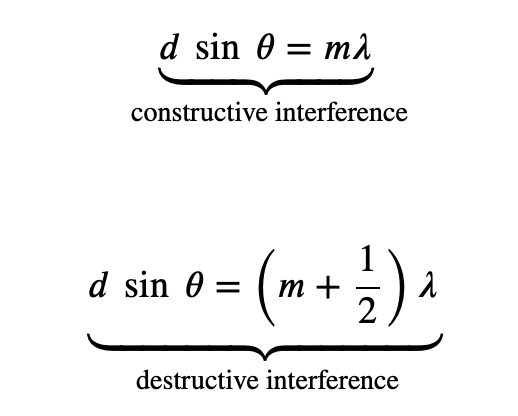 d sin θ = mλ
constructive interference
d sin θ = (m + 1/2) λ
destructive interference